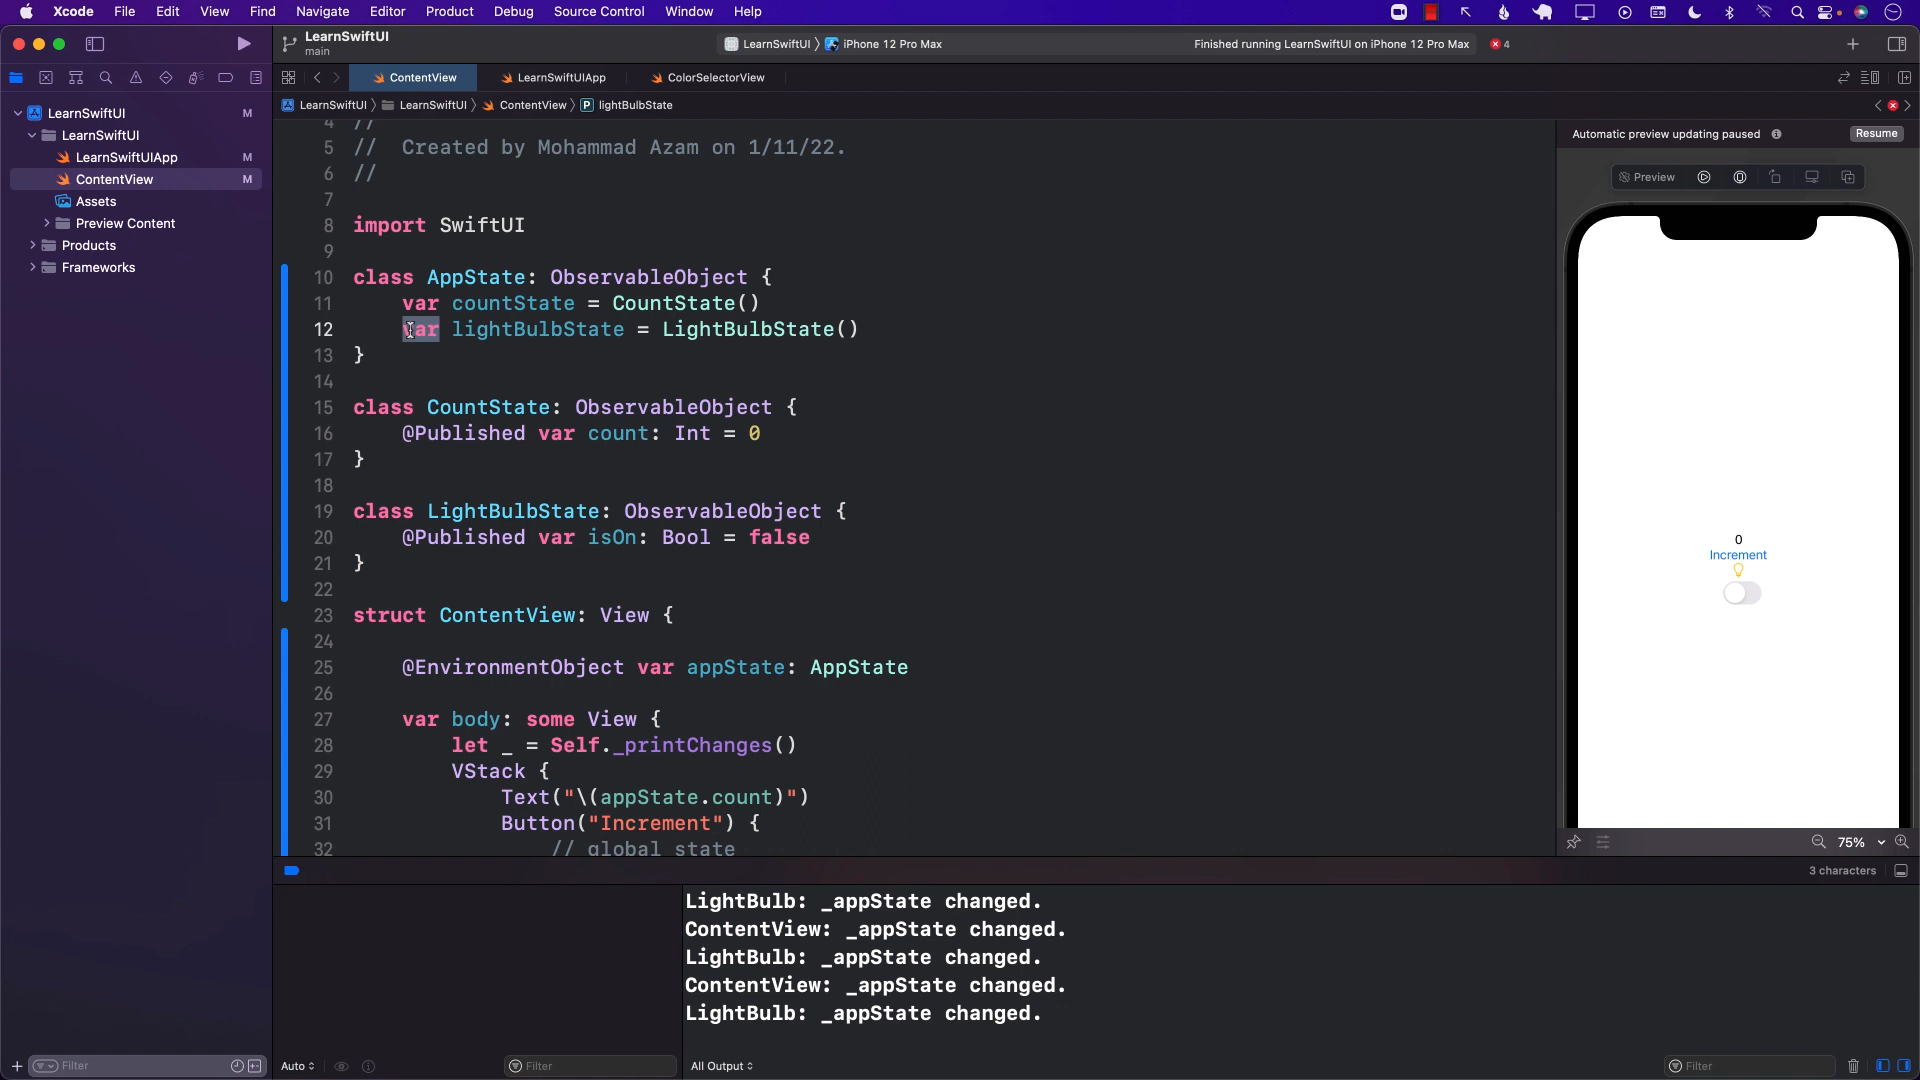 Xcode File Edit View Find Navigate Editor Product Debug Source Control Window Help
LearnSwiftUI
main
LearnSwiftUI iPhone 12 Pro Max
Finished running LearnSwiftUI on iPhone 12 Pro Max 4
ContentView LearnSwiftUIApp ColorSelectorView
LearnSwiftUI LearnSwiftUI ContentView P lightBulbState
LearnSwiftUI M
LearnSwiftUI
LearnSwiftUIApp M
ContentView M
Assets
Preview Content
Products
Frameworks
4 //
5 // Created by Mohammad Azam on 1/11/22.
6 //
7
8 import SwiftUI
9
10 class AppState: ObservableObject {
11 var countState = CountState()
12 var lightBulbState = LightBulbState()
13 }
14
15 class CountState: ObservableObject {
16 @Published var count: Int = 0
17 }
18
19 class LightBulbState: ObservableObject {
20 @Published var isOn: Bool = false
21 }
22
23 struct ContentView: View {
24
25 @EnvironmentObject var appState: AppState
26
27 var body: some View {
28 let _ = Self._printChanges()
29 VStack {
30 Text("\(appState.count)")
31 Button("Increment") {
32 // global state
Automatic preview updating paused Resume
Preview
0
Increment
75%
3 characters
LightBulb: _appState changed.
ContentView: _appState changed.
LightBulb: _appState changed.
ContentView: _appState changed.
LightBulb: _appState changed.
Filter
Auto
Filter
All Output
Filter